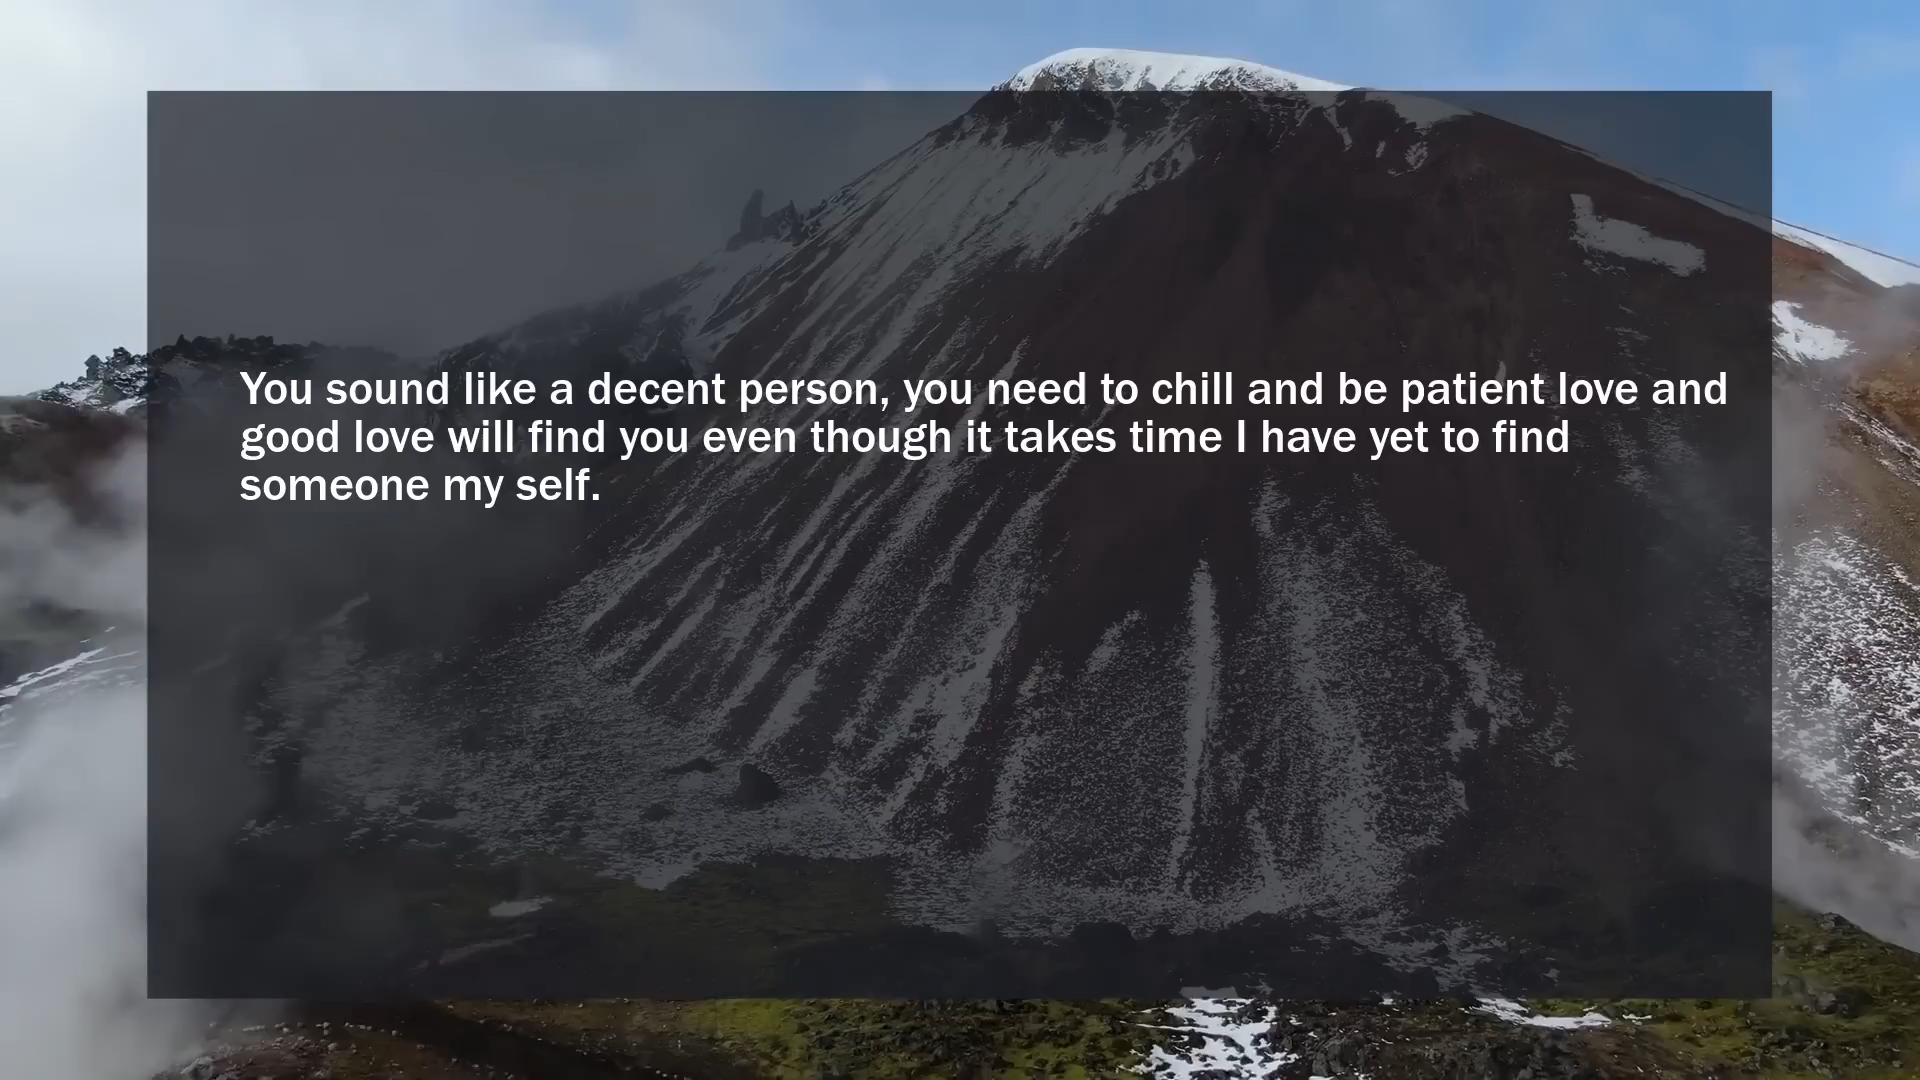 You sound like a decent person, you need to chill and be patient love and
good love will find you even though it takes time I have yet to find
someone my self.